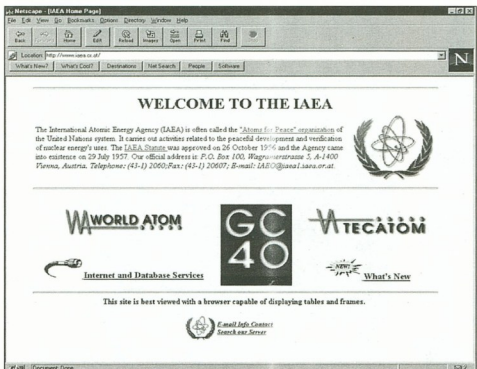 Netscape - [IAEA Home Page]
File Edit View Go Bookmarks Options Directory Window Help
Back Home Edit Reload Images Open Print Find
Location: http://www.iaea.or.at/
What's New? What's Cool? Destinations Net Search People Software
N
WELCOME TO THE IAEA
The International Atomic Energy Agency (IAEA) is often called the "Atoms for Peace" organization of
the United Nations system. It carries out activities related to the peaceful development and verification
of nuclear energy's uses. The IAEA Statute was approved on 26 October 1956 and the Agency came
into existence on 29 July 1957. Our official address is: P.O. Box 100, Wagramerstrasse 5, A-1400
Vienna, Austria. Telephone: (43-1) 2060; Fax: (43-1) 20607; E-mail: IAEO@iaea1.iaea.or.at.
WORLD ATOM
GC
40
TECATOM
Internet and Database Services
NEW!
What's New
This site is best viewed with a browser capable of displaying tables and frames.
E-mail Info Contact
Search our Server
Document: Done